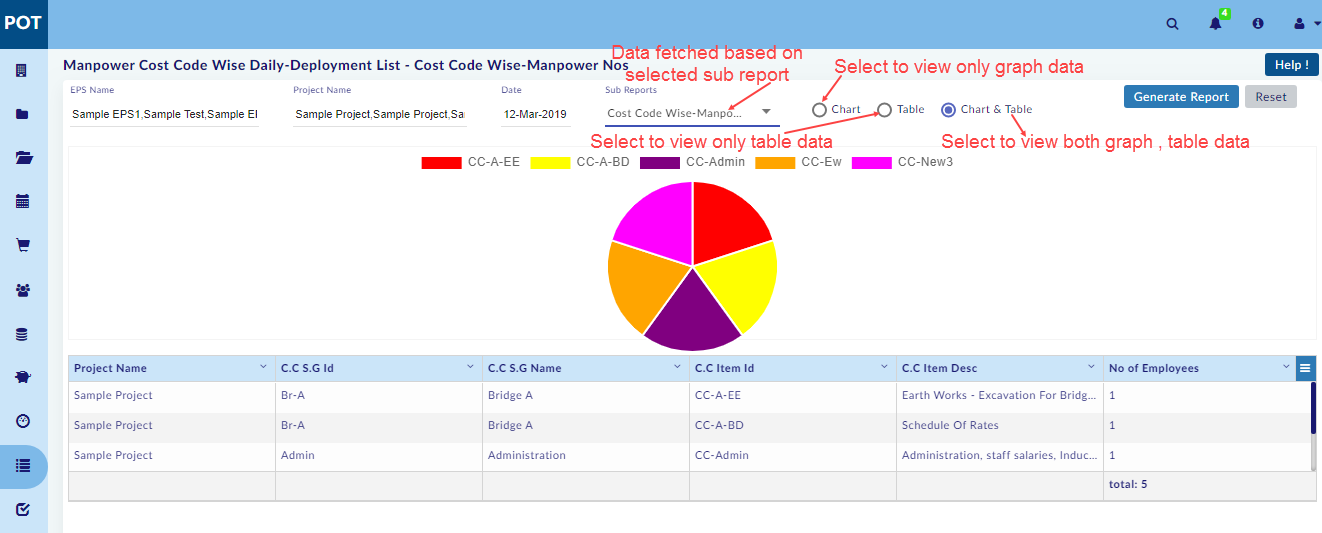 POT
4
Manpower Cost Code Wise Daily-Deployment List - Cost Code Wise-Manpower Nos
Help !
Data fetched based on
selected sub report
Select to view only graph data
EPS Name
Project Name
Date
Sub Reports
Sample EPS1,Sample Test,Sample El
Sample Project,Sample Project,Sar
12-Mar-2019
Cost Code Wise-Manpo...
Chart
Table
Chart & Table
Generate Report
Reset
Select to view only table data
Select to view both graph , table data
CC-A-EE
CC-A-BD
CC-Admin
CC-Ew
CC-New3
Project Name
C.C S.G Id
C.C S.G Name
C.C Item Id
C.C Item Desc
No of Employees
Sample Project
Br-A
Bridge A
CC-A-EE
Earth Works - Excavation For Bridg...
1
Sample Project
Br-A
Bridge A
CC-A-BD
Schedule Of Rates
1
Sample Project
Admin
Administration
CC-Admin
Administration, staff salaries, Induc...
1
total: 5